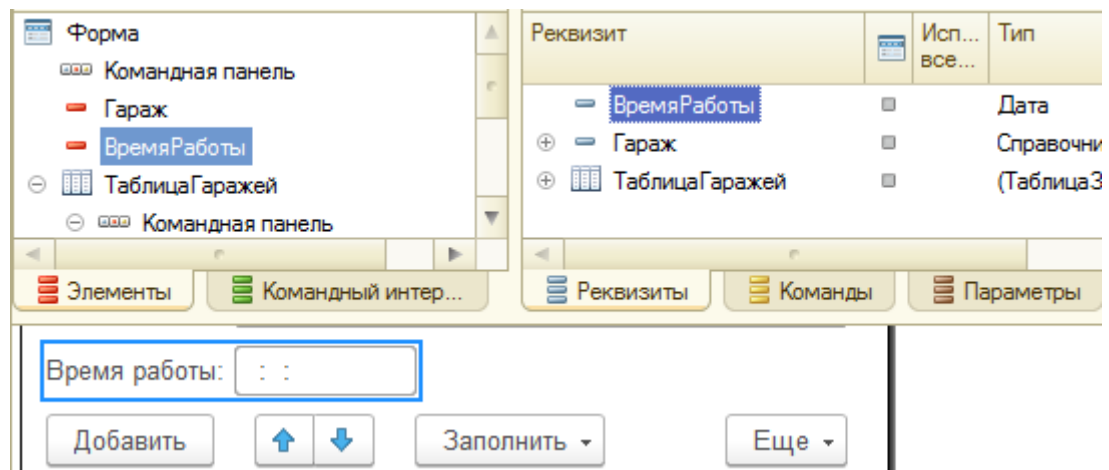 Форма
Командная панель
Гараж
ВремяРаботы
ТаблицаГаражей
Командная панель
Элементы
Командный интер...
Реквизит
Исп... все...
Тип
ВремяРаботы
Дата
Гараж
Справочни
ТаблицаГаражей
(ТаблицаЗ
Реквизиты
Команды
Параметры
Время работы: : :
Добавить
Заполнить
Еще